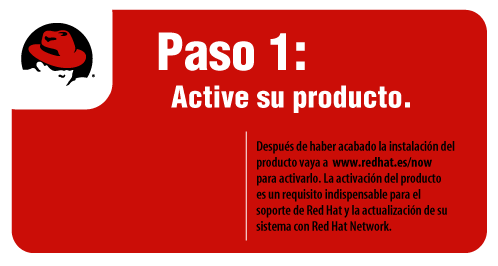 Paso 1:
Active su producto.
Después de haber acabado la instalación del
producto vaya a www.redhat.es/now
para activarlo. La activación del producto
es un requisito indispensable para el
soporte de Red Hat y la actualización de su
sistema con Red Hat Network.